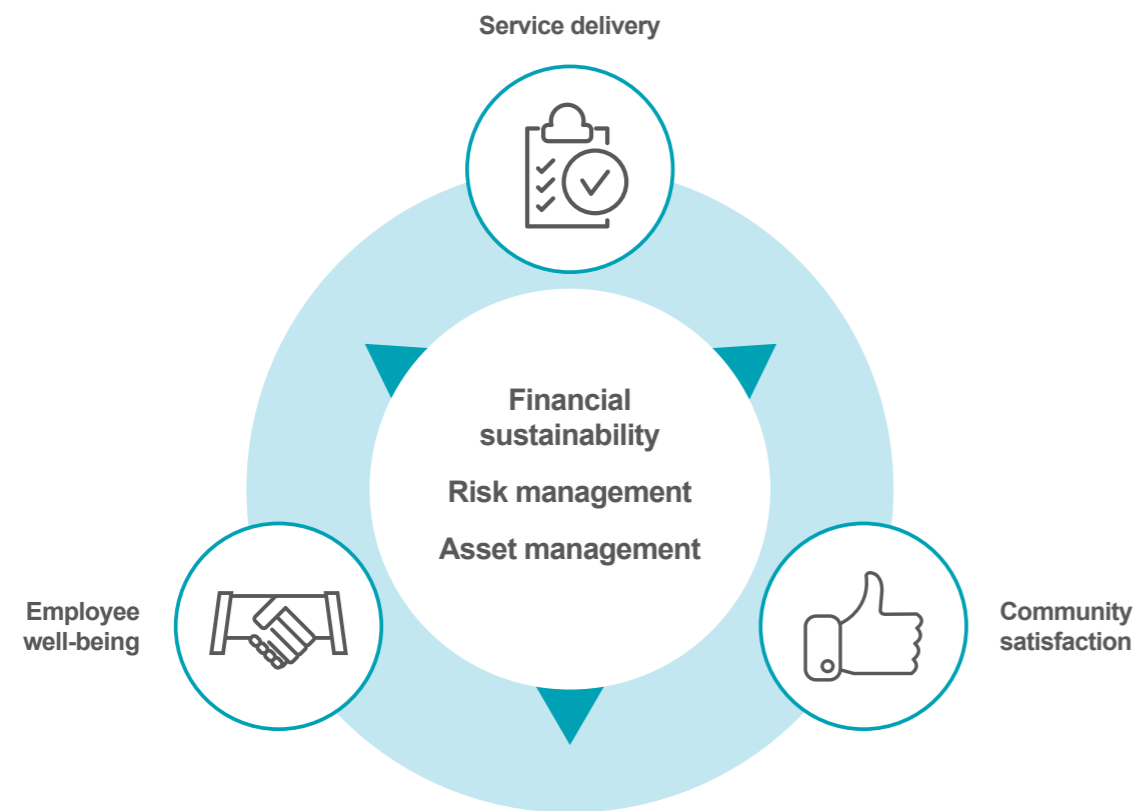 Service delivery
Financial
sustainability
Risk management
Asset management
Employee
well-being
Community
satisfaction